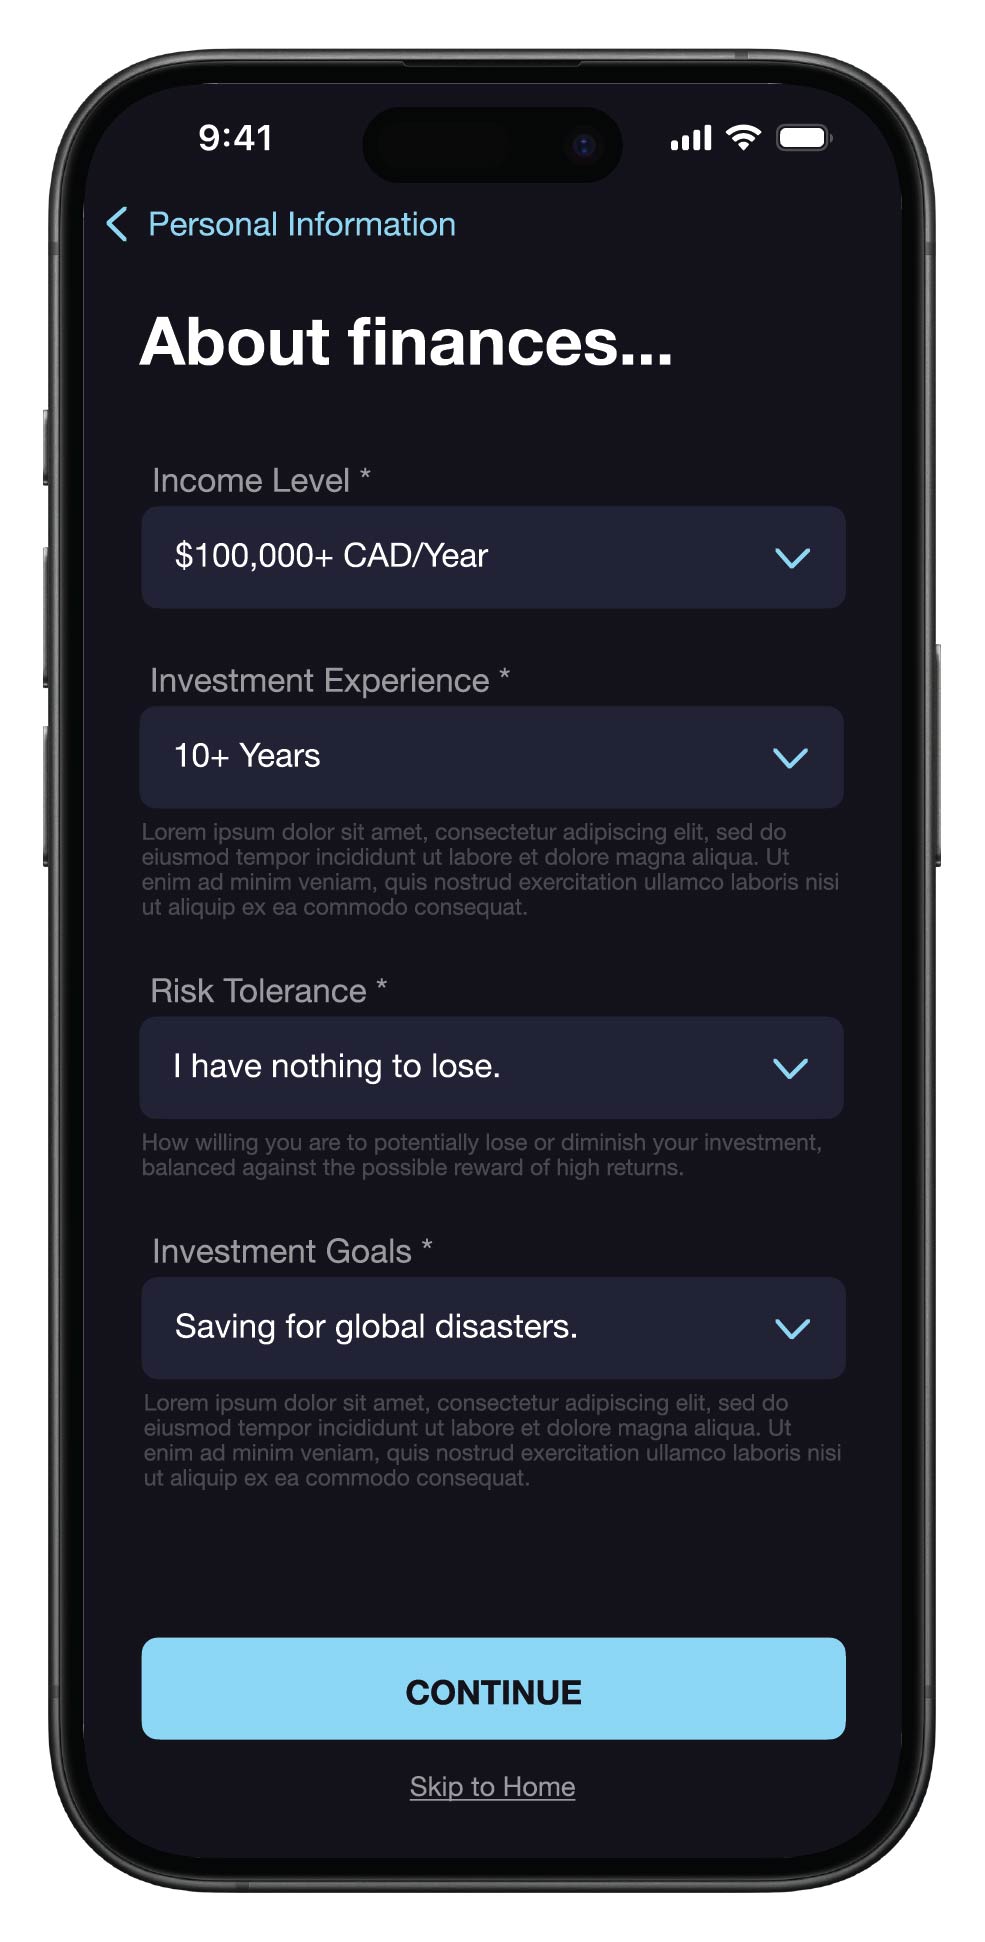 9:41
Personal Information
About finances...
Income Level *
$100,000+ CAD/Year
Investment Experience *
10+ Years
Lorem ipsum dolor sit amet, consectetur adipiscing elit, sed do
eiusmod tempor incididunt ut labore et dolore magna aliqua. Ut
enim ad minim veniam, quis nostrud exercitation ullamco laboris nisi
ut aliquip ex ea commodo consequat.
Risk Tolerance *
I have nothing to lose.
How willing you are to potentially lose or diminish your investment,
balanced against the possible reward of high returns.
Investment Goals *
Saving for global disasters.
Lorem ipsum dolor sit amet, consectetur adipiscing elit, sed do
eiusmod tempor incididunt ut labore et dolore magna aliqua. Ut
enim ad minim veniam, quis nostrud exercitation ullamco laboris nisi
ut aliquip ex ea commodo consequat.
CONTINUE
Skip to Home